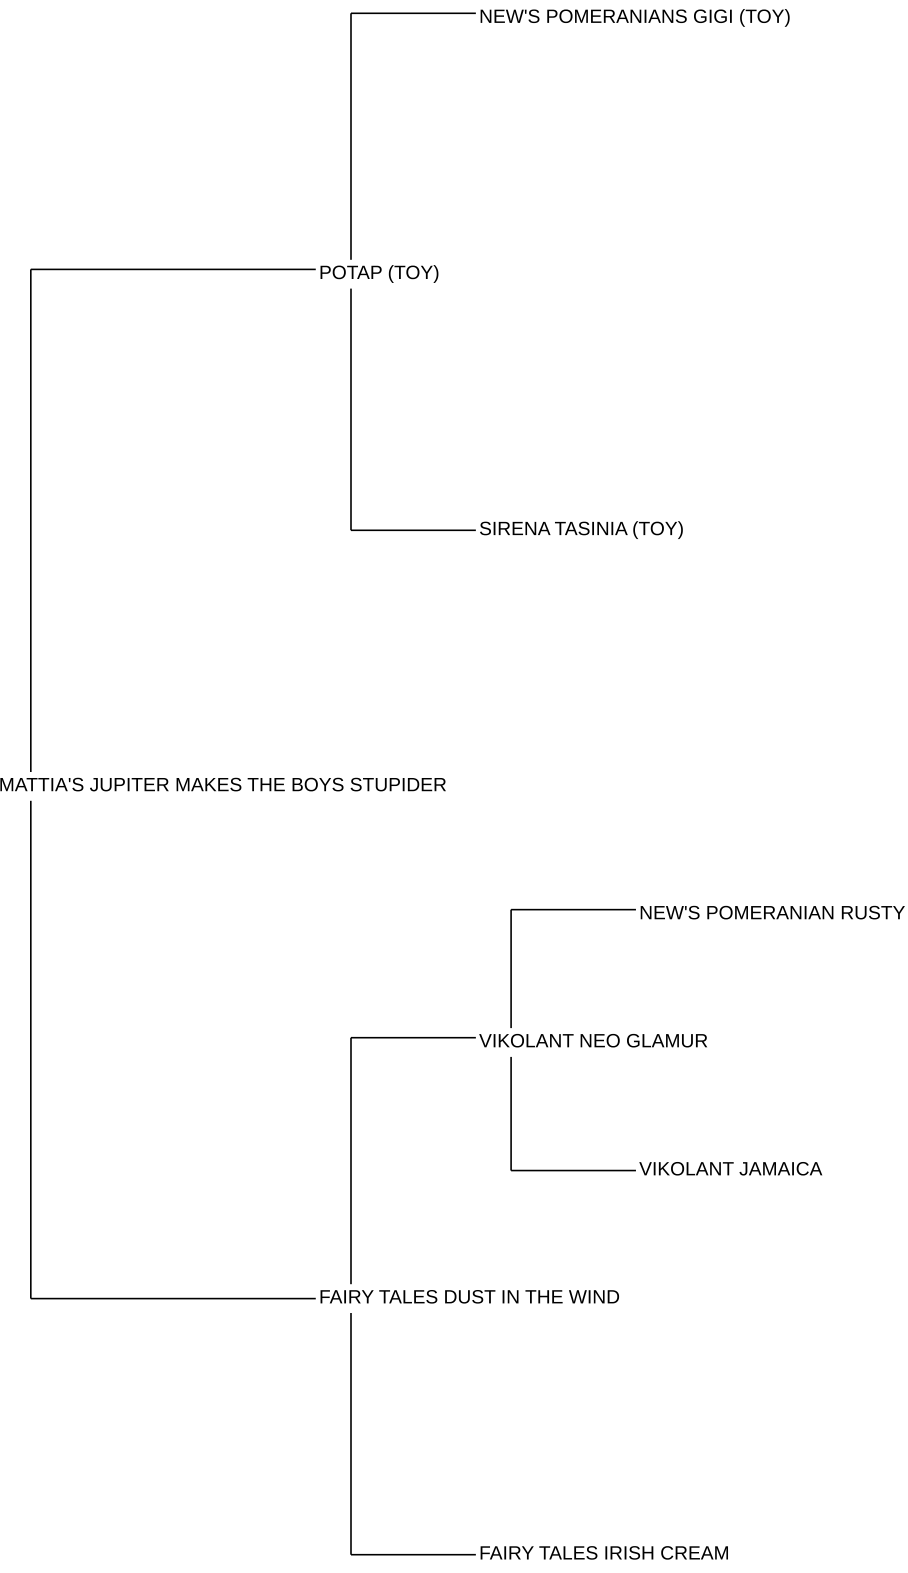 NEW'S POMERANIANS GIGI (TOY)
POTAP (TOY)
SIRENA TASINIA (TOY)
MATTIA'S JUPITER MAKES THE BOYS STUPIDER
NEW'S POMERANIAN RUSTY
VIKOLANT NEO GLAMUR
VIKOLANT JAMAICA
FAIRY TALES DUST IN THE WIND
FAIRY TALES IRISH CREAM